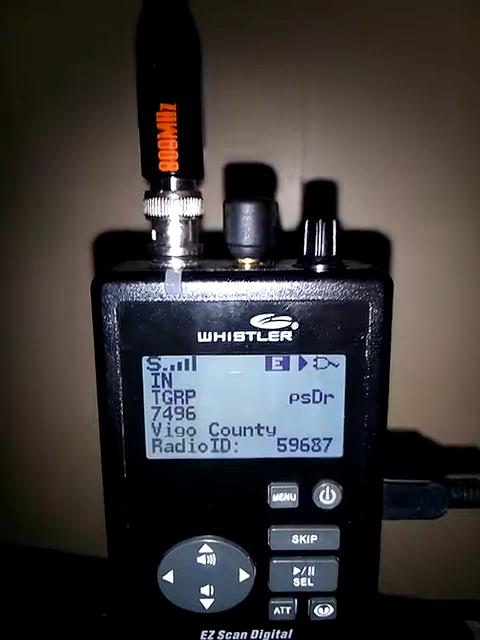 800MHz
WHISTLER
S E
IN
TGRP psDr
7496
Vigo County
RadioID: 59687
MENU
SKIP
►/II
SEL
ATT
EZ Scan Digital